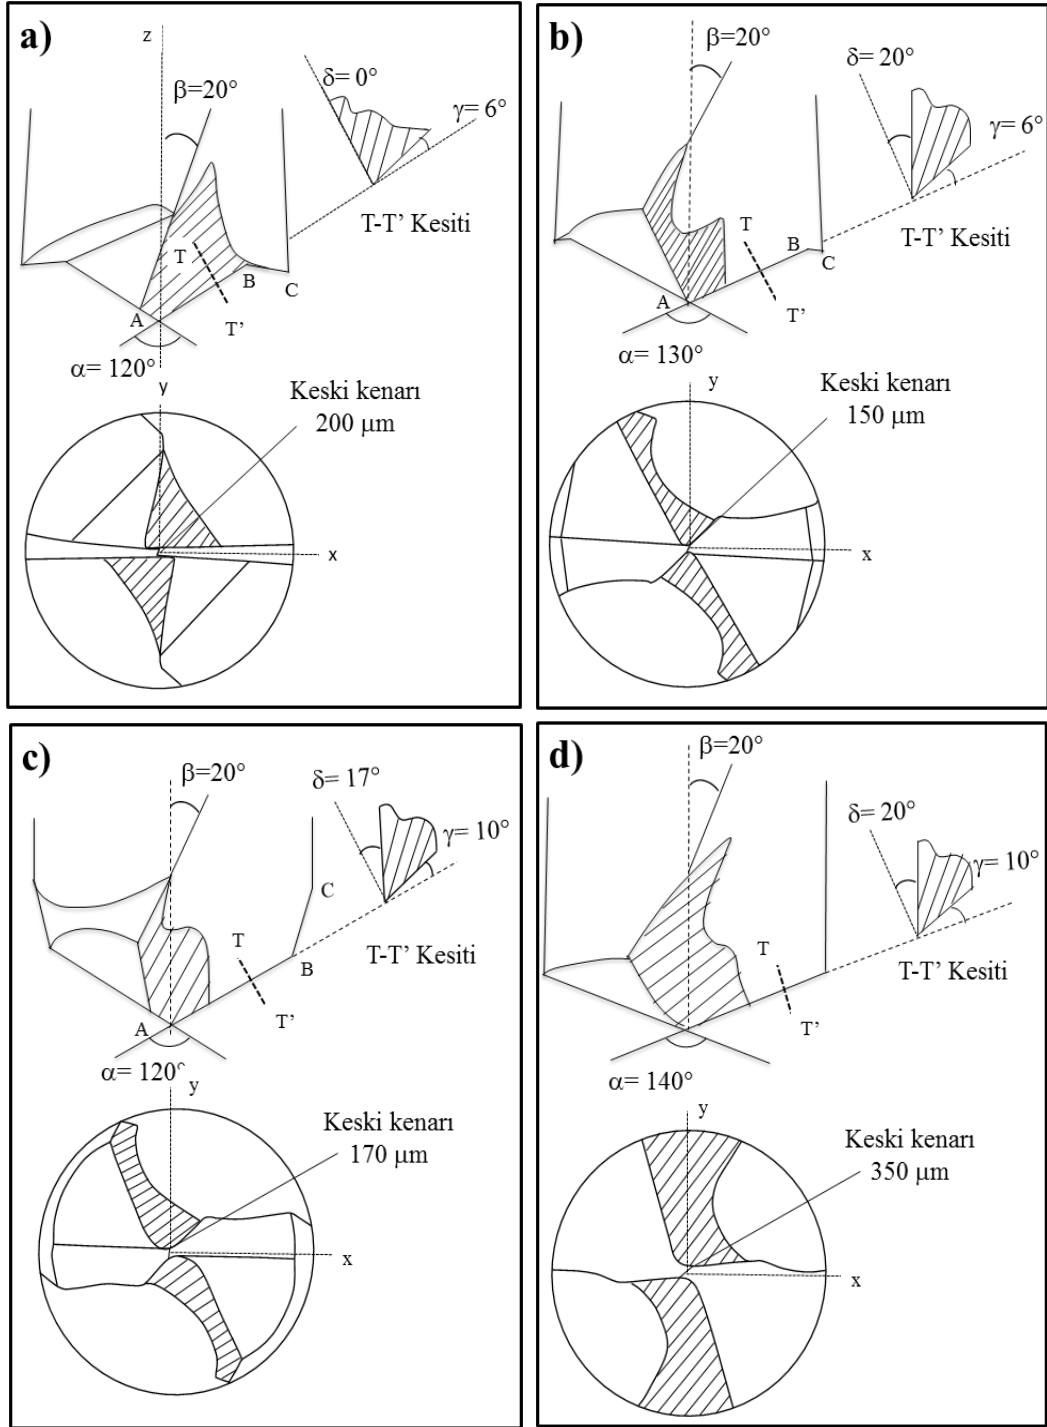 a)
z
β=20°
δ= 0°
γ= 6°
T-T’ Kesiti
T
B
C
A
T’
α= 120°
y
Keski kenarı
200 µm
x
b)
β=20°
δ= 20°
γ= 6°
T-T’ Kesiti
T
B
C
A
T’
α= 130°
y
Keski kenarı
150 µm
x
c)
β=20°
δ= 17°
γ= 10°
C
T-T’ Kesiti
T
B
A
T’
α= 120°
y
Keski kenarı
170 µm
x
d)
β=20°
δ= 20°
γ= 10°
T-T’ Kesiti
T
T’
α= 140°
y
Keski kenarı
350 µm
x